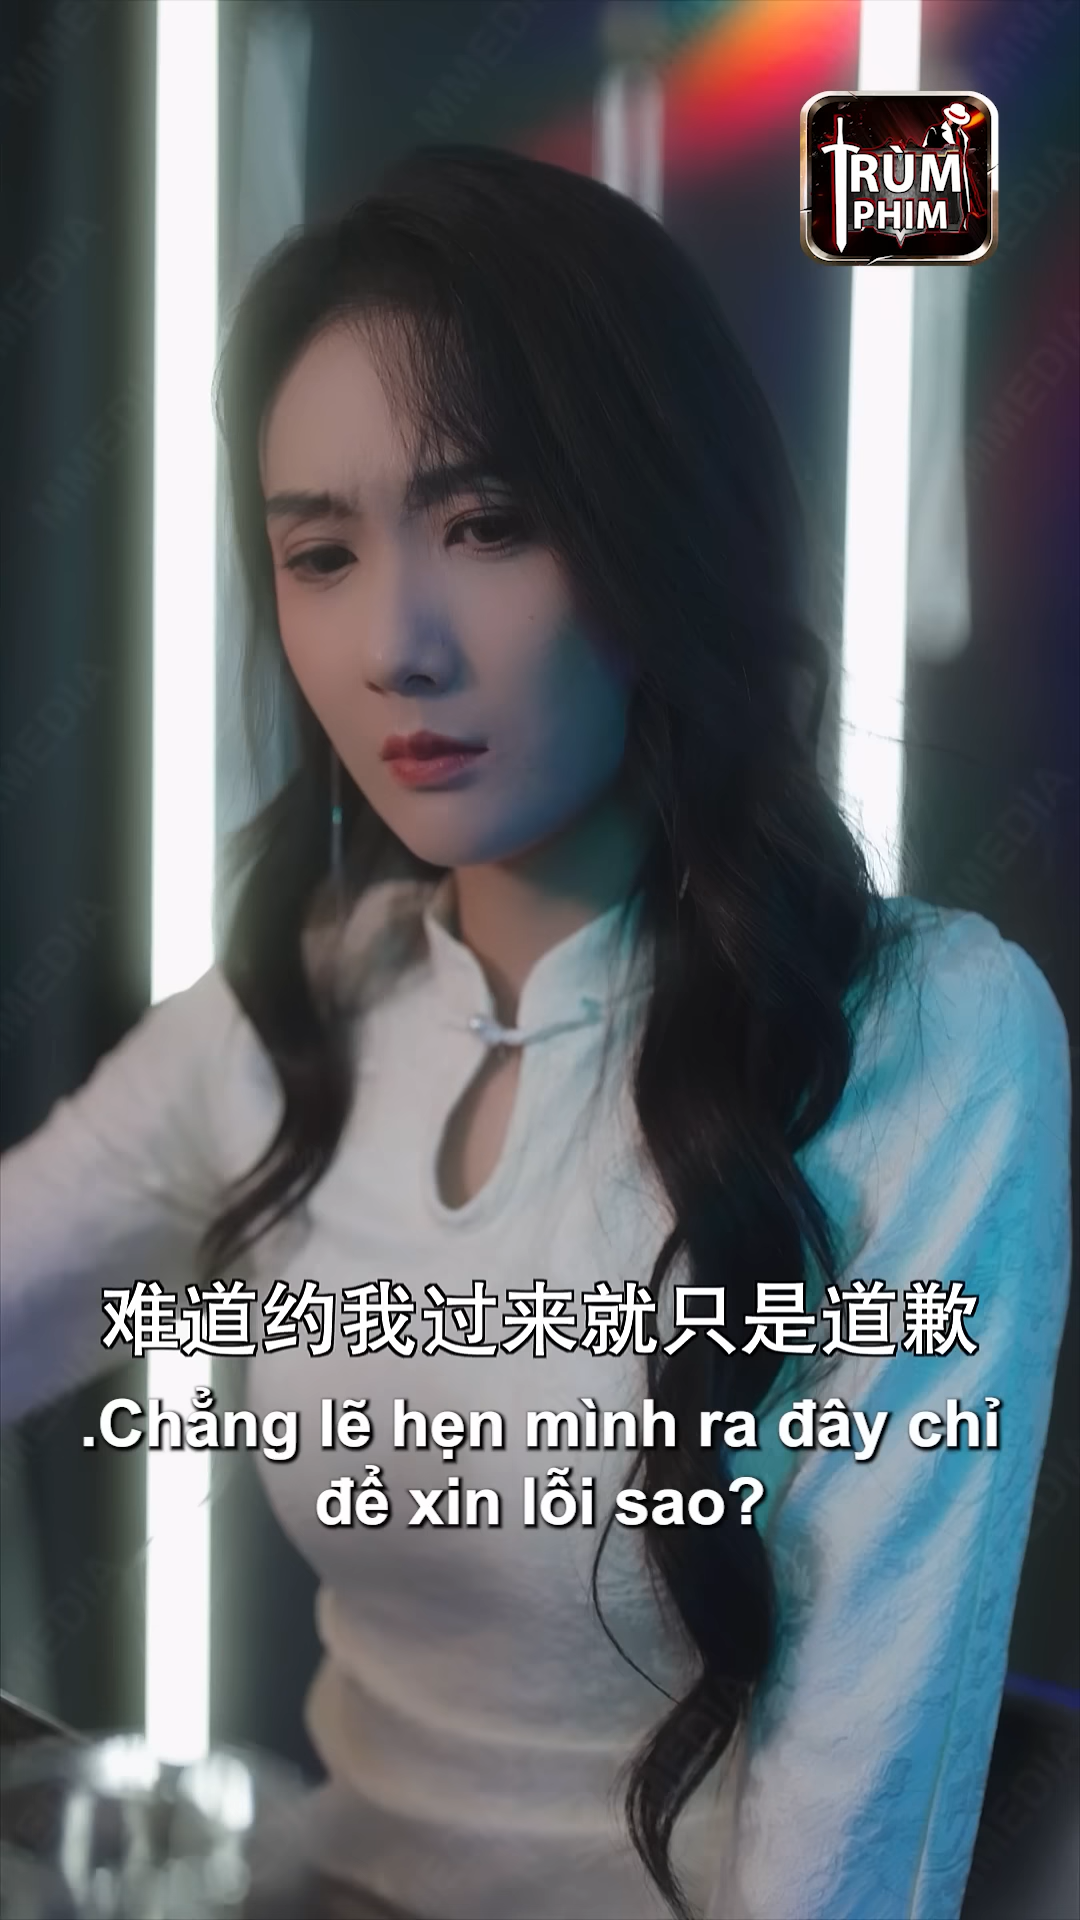 TRÙM
PHIM
难道约我过来就只是道歉
.Chẳng lẽ hẹn mình ra đây chỉ
để xin lỗi sao?
MMEDIA